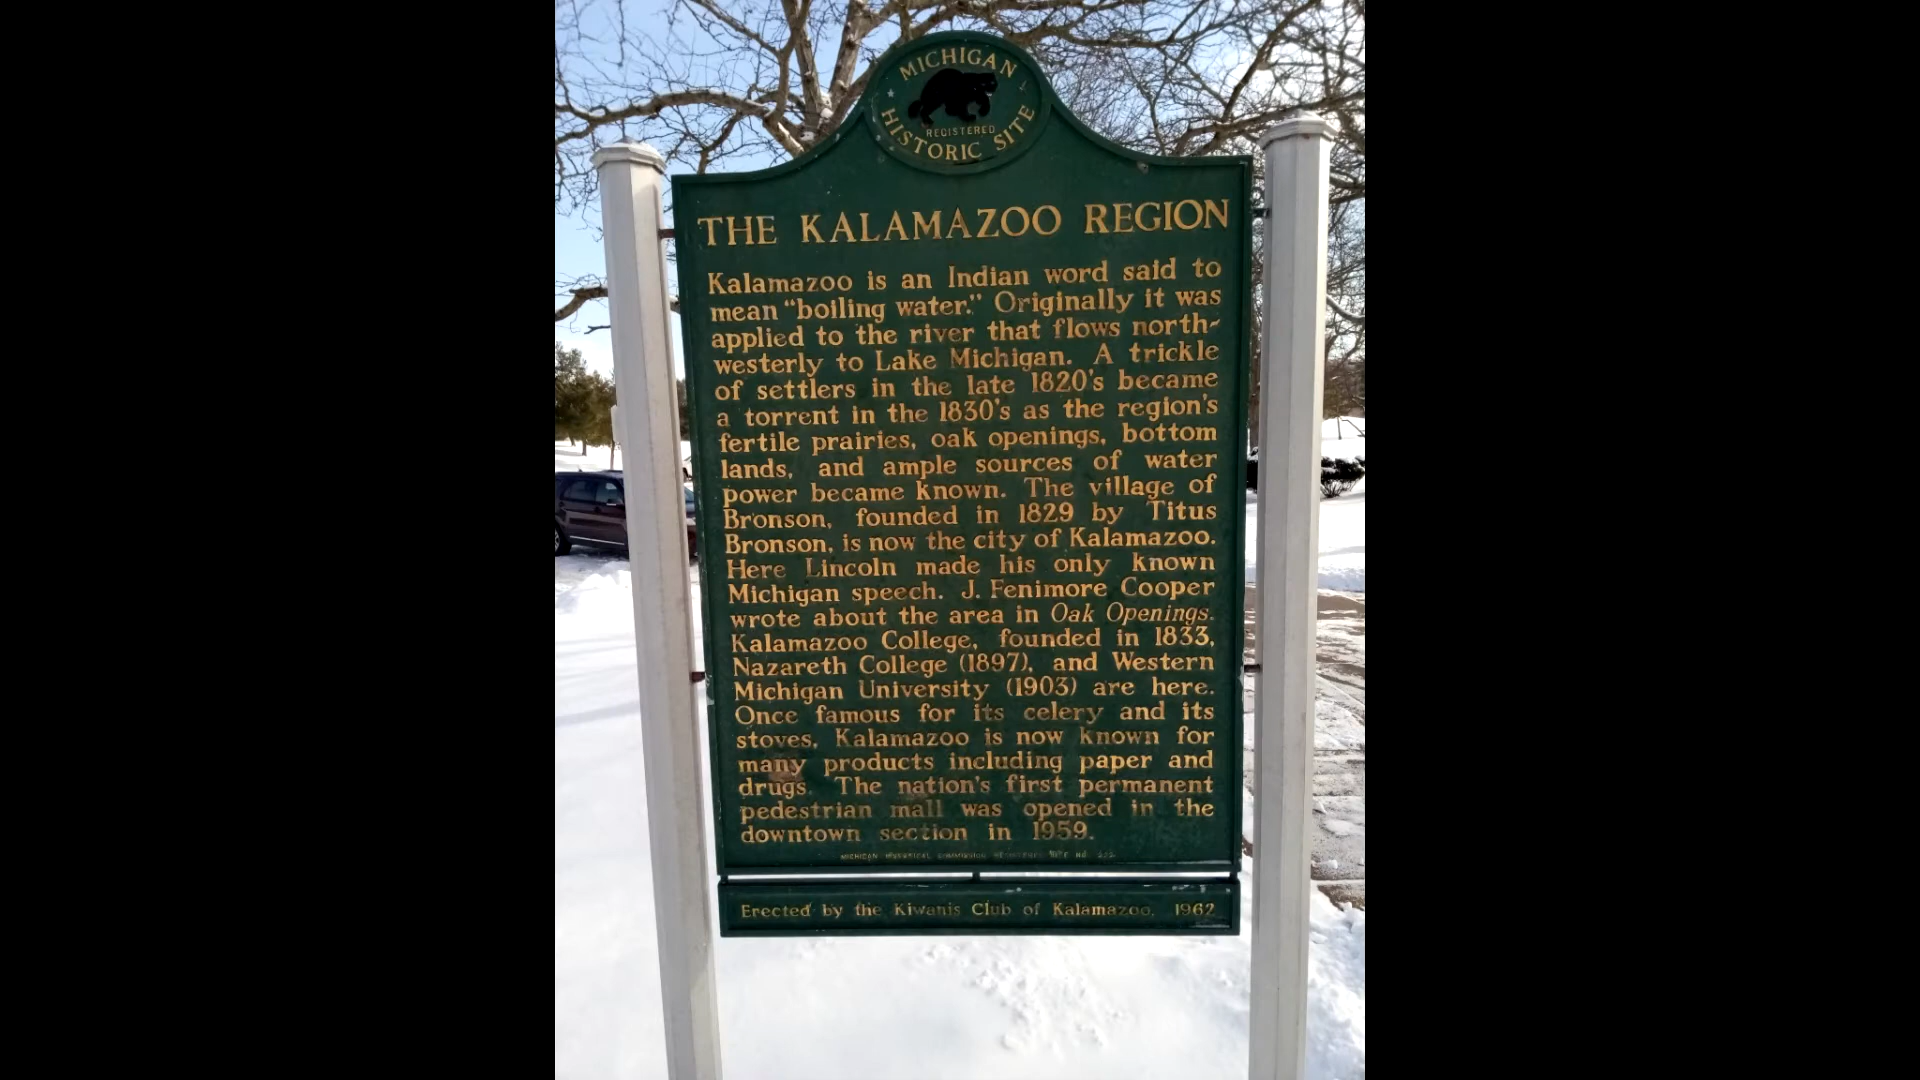 MICHIGAN
REGISTERED
HISTORIC SITE
THE KALAMAZOO REGION
Kalamazoo is an Indian word said to
mean "boiling water." Originally it was
applied to the river that flows north-
westerly to Lake Michigan. A trickle
of settlers in the late 1820's became
a torrent in the 1830's as the region's
fertile prairies, oak openings, bottom
lands, and ample sources of water
power became known. The village of
Bronson, founded in 1829 by Titus
Bronson, is now the city of Kalamazoo.
Here Lincoln made his only known
Michigan speech. J. Fenimore Cooper
wrote about the area in Oak Openings.
Kalamazoo College, founded in 1833,
Nazareth College (1897), and Western
Michigan University (1903) are here.
Once famous for its celery and its
stoves, Kalamazoo is now known for
many products including paper and
drugs. The nation's first permanent
pedestrian mall was opened in the
downtown section in 1959.
MICHIGAN HISTORICAL COMMISSION REGISTERED SITE NO.
Erected by the Kiwanis Club of Kalamazoo, 1962